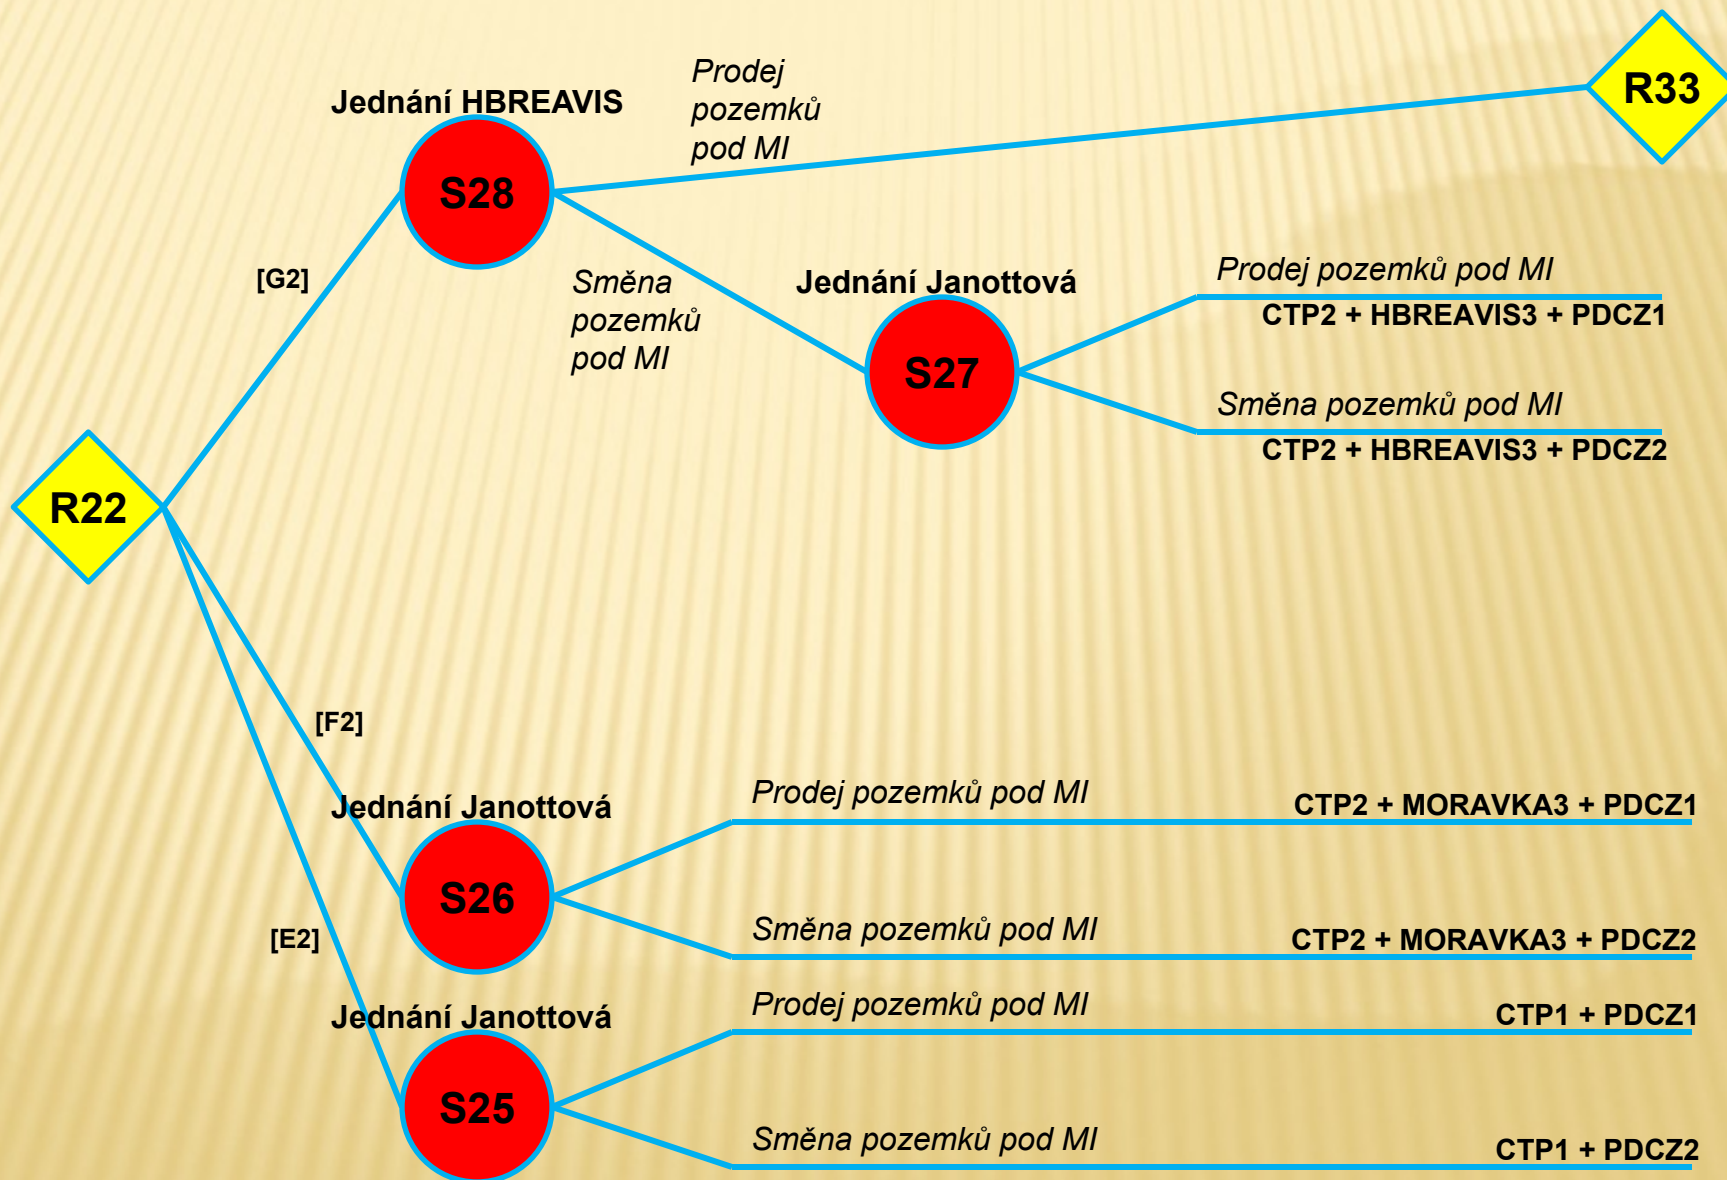 R33
Prodej
pozemků
pod MI
Jednání HBREAVIS
S28
[G2]
Směna
pozemků
pod MI
Jednání Janottová
S27
Prodej pozemků pod MI
CTP2 + HBREAVIS3 + PDCZ1
Směna pozemků pod MI
CTP2 + HBREAVIS3 + PDCZ2
R22
[F2]
Jednání Janottová
S26
Prodej pozemků pod MI
CTP2 + MORAVKA3 + PDCZ1
Směna pozemků pod MI
CTP2 + MORAVKA3 + PDCZ2
[E2]
Jednání Janottová
S25
Prodej pozemků pod MI
CTP1 + PDCZ1
Směna pozemků pod MI
CTP1 + PDCZ2